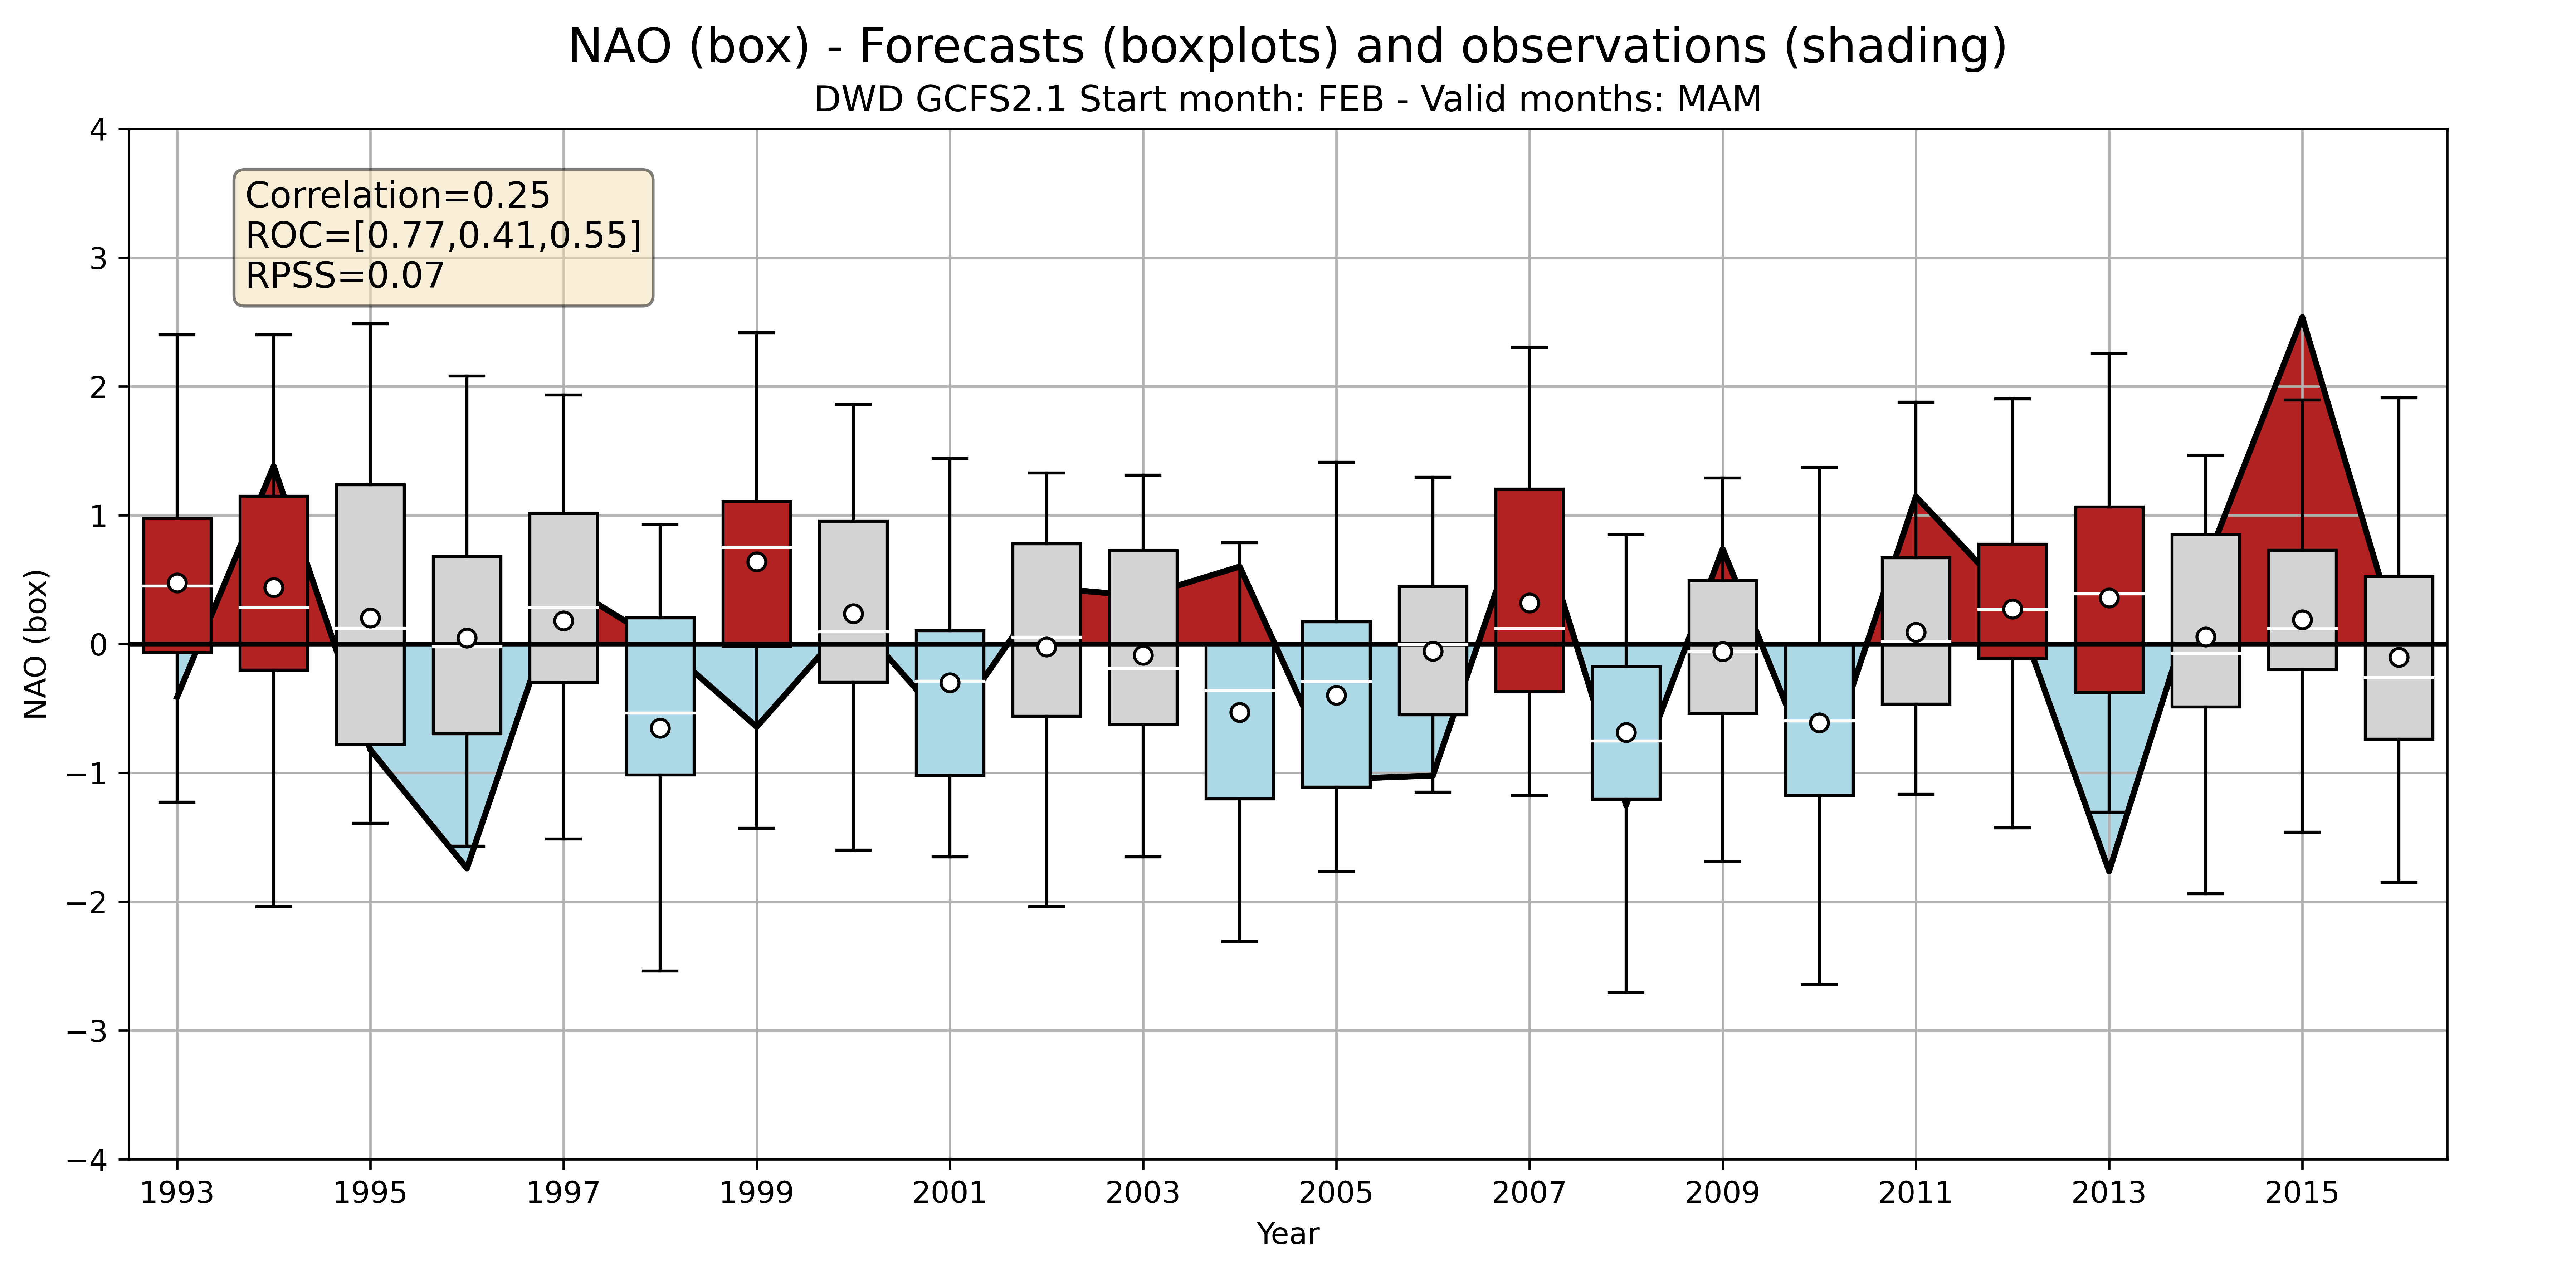 NAO (box) - Forecasts (boxplots) and observations (shading)
DWD GCFS2.1 Start month: FEB - Valid months: MAM
Correlation=0.25
ROC=[0.77,0.41,0.55]
RPSS=0.07
NAO (box)
4
3
2
1
0
−1
−2
−3
−4
1993 1995 1997 1999 2001 2003 2005 2007 2009 2011 2013 2015
Year